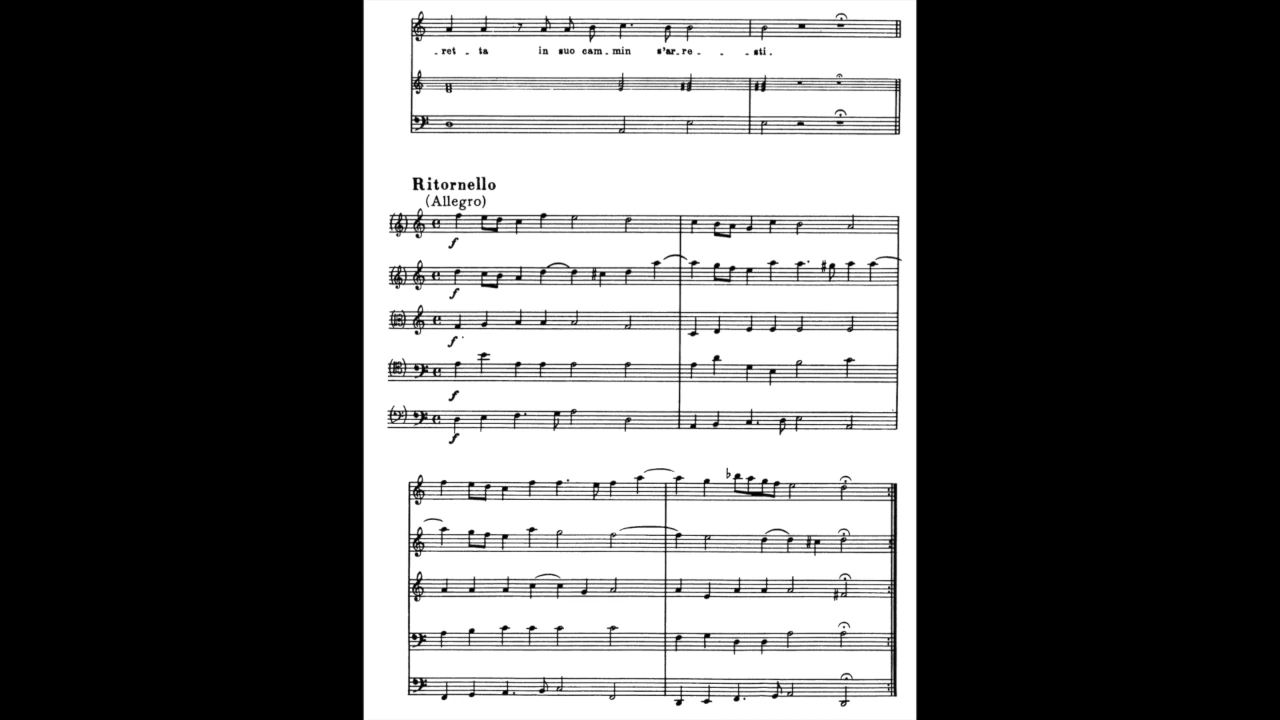 - ret - ta in suo cam - min s'ar - re - - sti.
Ritornello
(Allegro)
f
f
f
f
f